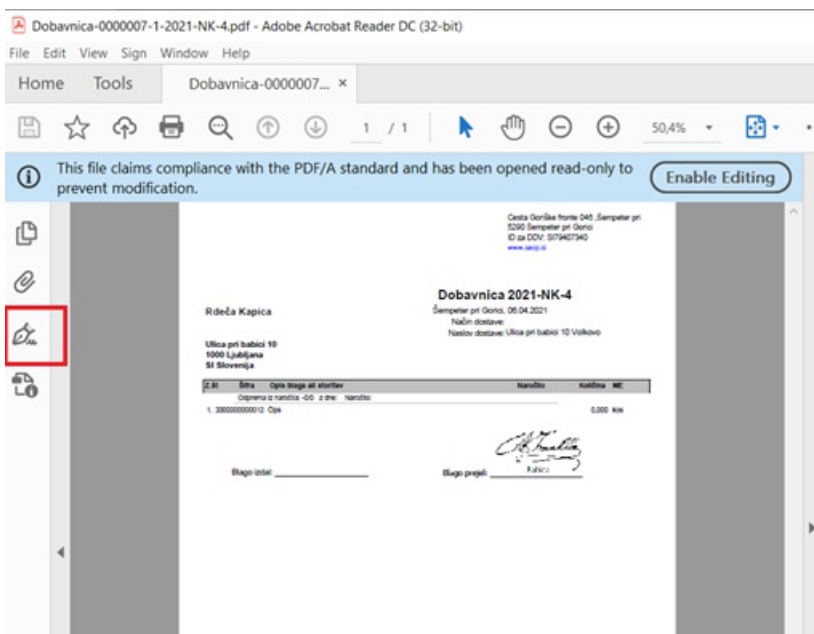 Dobavnica-0000007-1-2021-NK-4.pdf - Adobe Acrobat Reader DC (32-bit)
File Edit View Sign Window Help
Home Tools Dobavnica-0000007... ×
1 / 1 50,4%
This file claims compliance with the PDF/A standard and has been opened read-only to
prevent modification.
Enable Editing
Cesta Goriške fronte 046 ,Šempeter pri
5290 Šempeter pri Gorici
ID za DDV: SI79407340
www.saop.si
Dobavnica 2021-NK-4
Rdeča Kapica
Šempeter pri Gorici, 06.04.2021
Način dostave:
Naslov dostave: Ulica pri babici 10 Volkovo
Ulica pri babici 10
1000 Ljubljana
SI Slovenija
Z.št Šifra Opis blaga ali storitev Naročilo Količina ME
Odprema iz naročila: -0/0 z dne: Naročilo:
1. 3000000000012 Čips 0,000 kos
Blago izdal: Blago prejel: